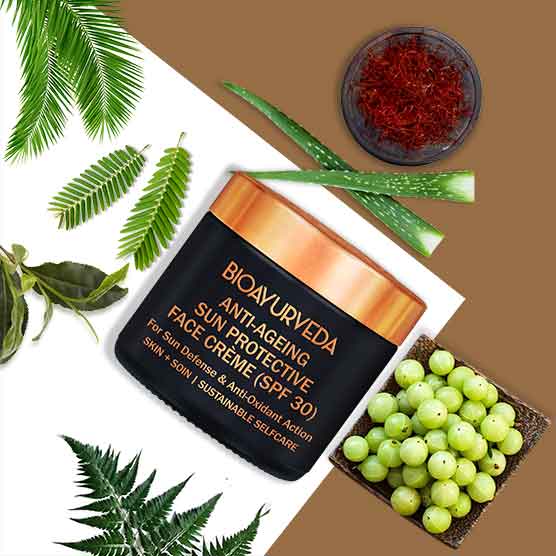 BIOAYURVEDA
ANTI-AGEING
SUN PROTECTIVE
FACE CRÈME (SPF 30)
For Sun Defense & Anti-Oxidant Action
SKIN + SOIN | SUSTAINABLE SELFCARE